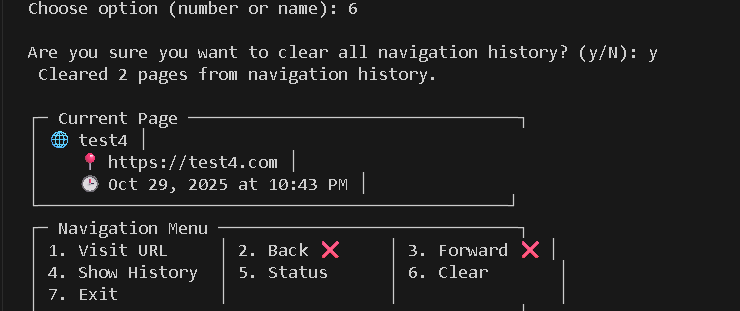 Choose option (number or name): 6
Are you sure you want to clear all navigation history? (y/N): y
Cleared 2 pages from navigation history.
Current Page
🌐 test4
📍 https://test4.com
🕒 Oct 29, 2025 at 10:43 PM
Navigation Menu
1. Visit URL 2. Back ❌ 3. Forward ❌
4. Show History 5. Status 6. Clear
7. Exit